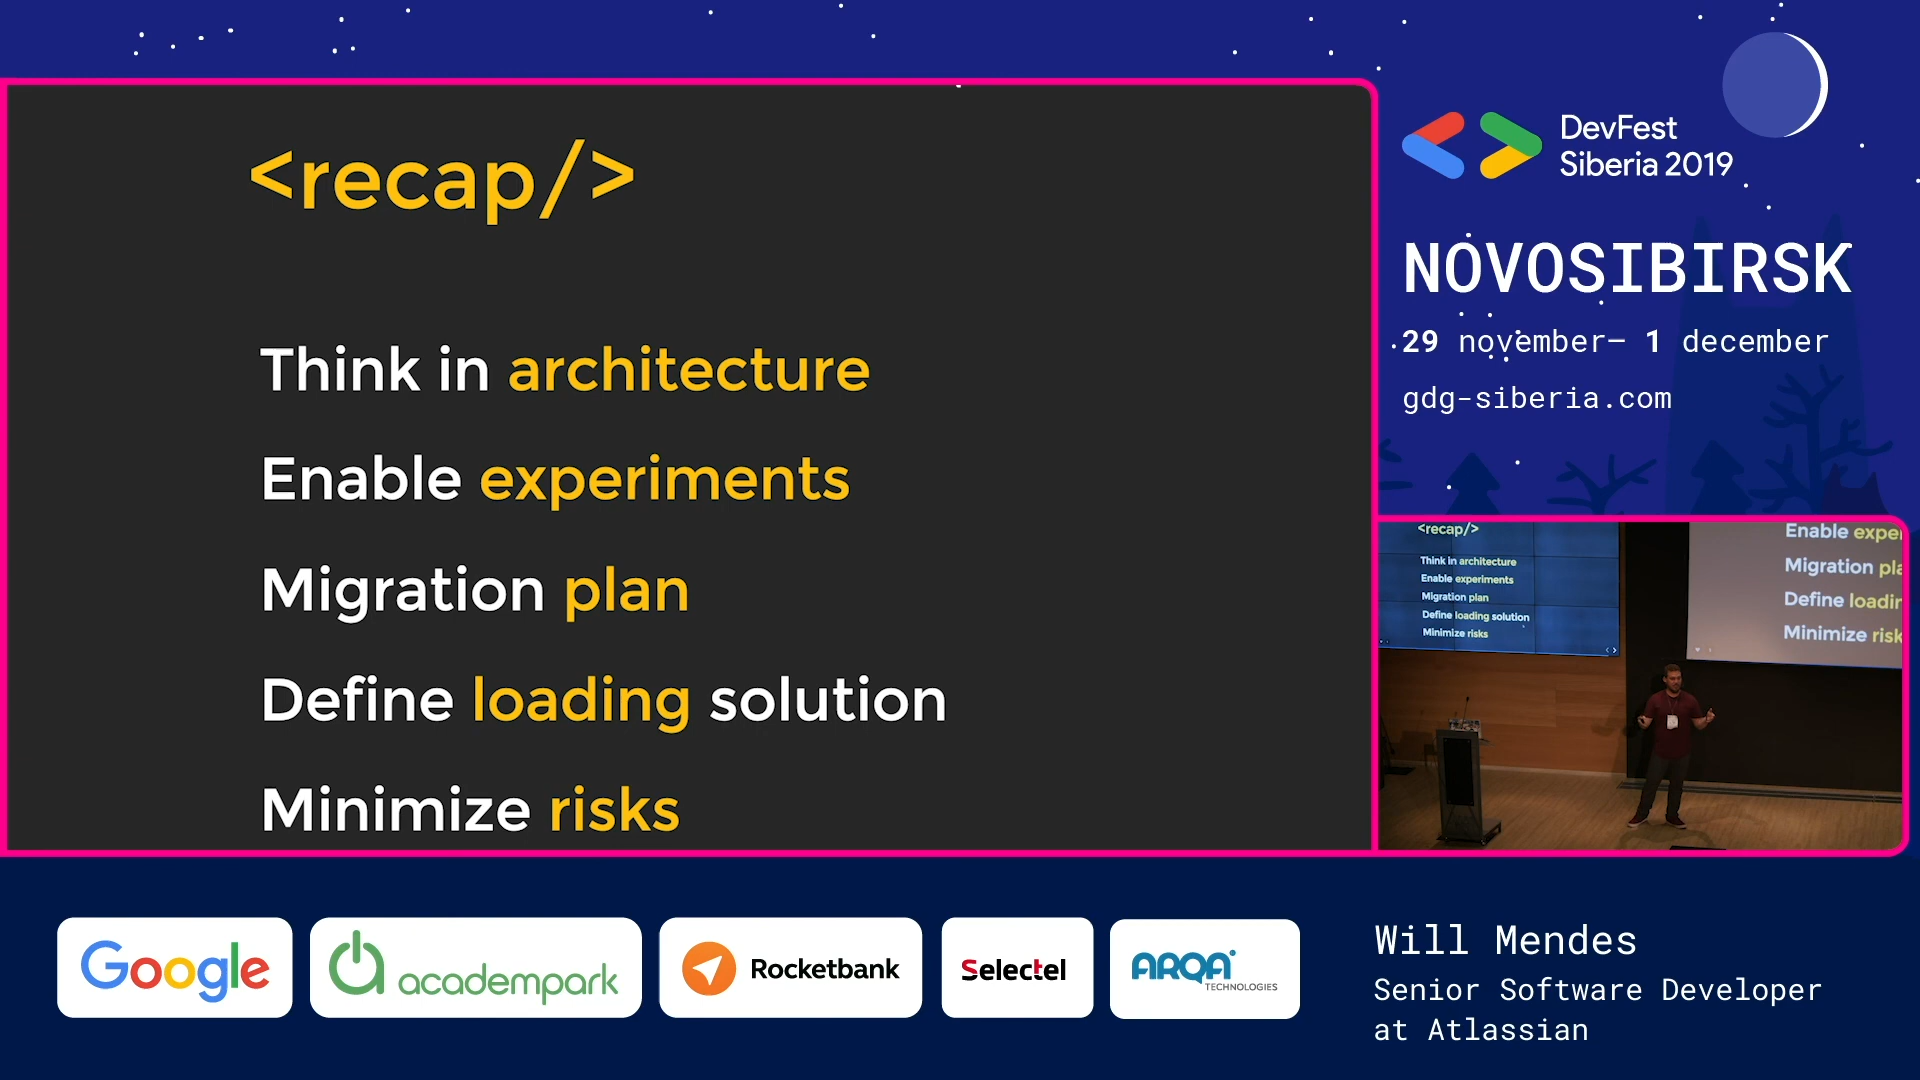 <recap/>
Think in architecture
Enable experiments
Migration plan
Define loading solution
Minimize risks
DevFest
Siberia 2019
NOVOSIBIRSK
29 november– 1 december
gdg-siberia.com
<recap/>
Think in architecture
Enable experiments
Migration plan
Define loading solution
Minimize risks
Enable expe
Migration pla
Define loadin
Minimize risk
Google
academpark
Rocketbank
Selectel
ARQA
TECHNOLOGIES
Will Mendes
Senior Software Developer
at Atlassian